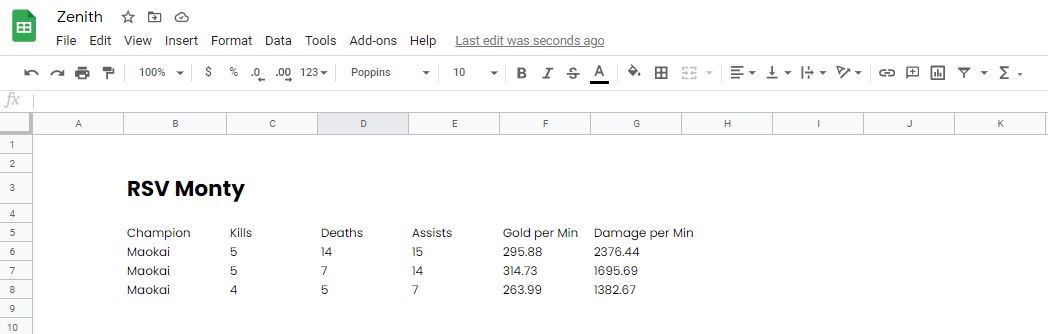 Zenith
File Edit View Insert Format Data Tools Add-ons Help Last edit was seconds ago
100% $ % .0 .00 123 Poppins 10 B I S A Σ
fx
A B C D E F G H I J K
1
2
3 RSV Monty
4
5 Champion Kills Deaths Assists Gold per Min Damage per Min
6 Maokai 5 14 15 295.88 2376.44
7 Maokai 5 7 14 314.73 1695.69
8 Maokai 4 5 7 263.99 1382.67
9
10